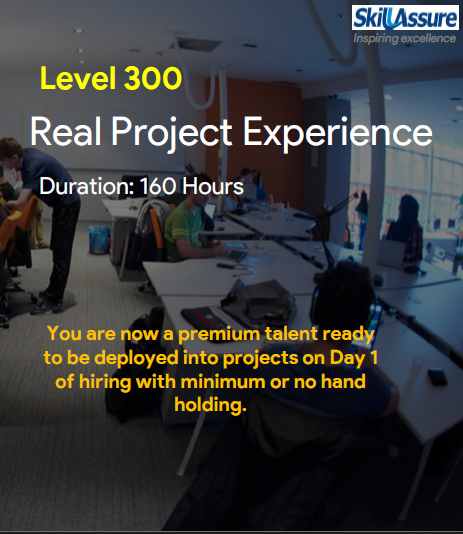 SkillAssure
Inspiring excellence
Level 300
Real Project Experience
Duration: 160 Hours
You are now a premium talent ready
to be deployed into projects on Day 1
of hiring with minimum or no hand
holding.